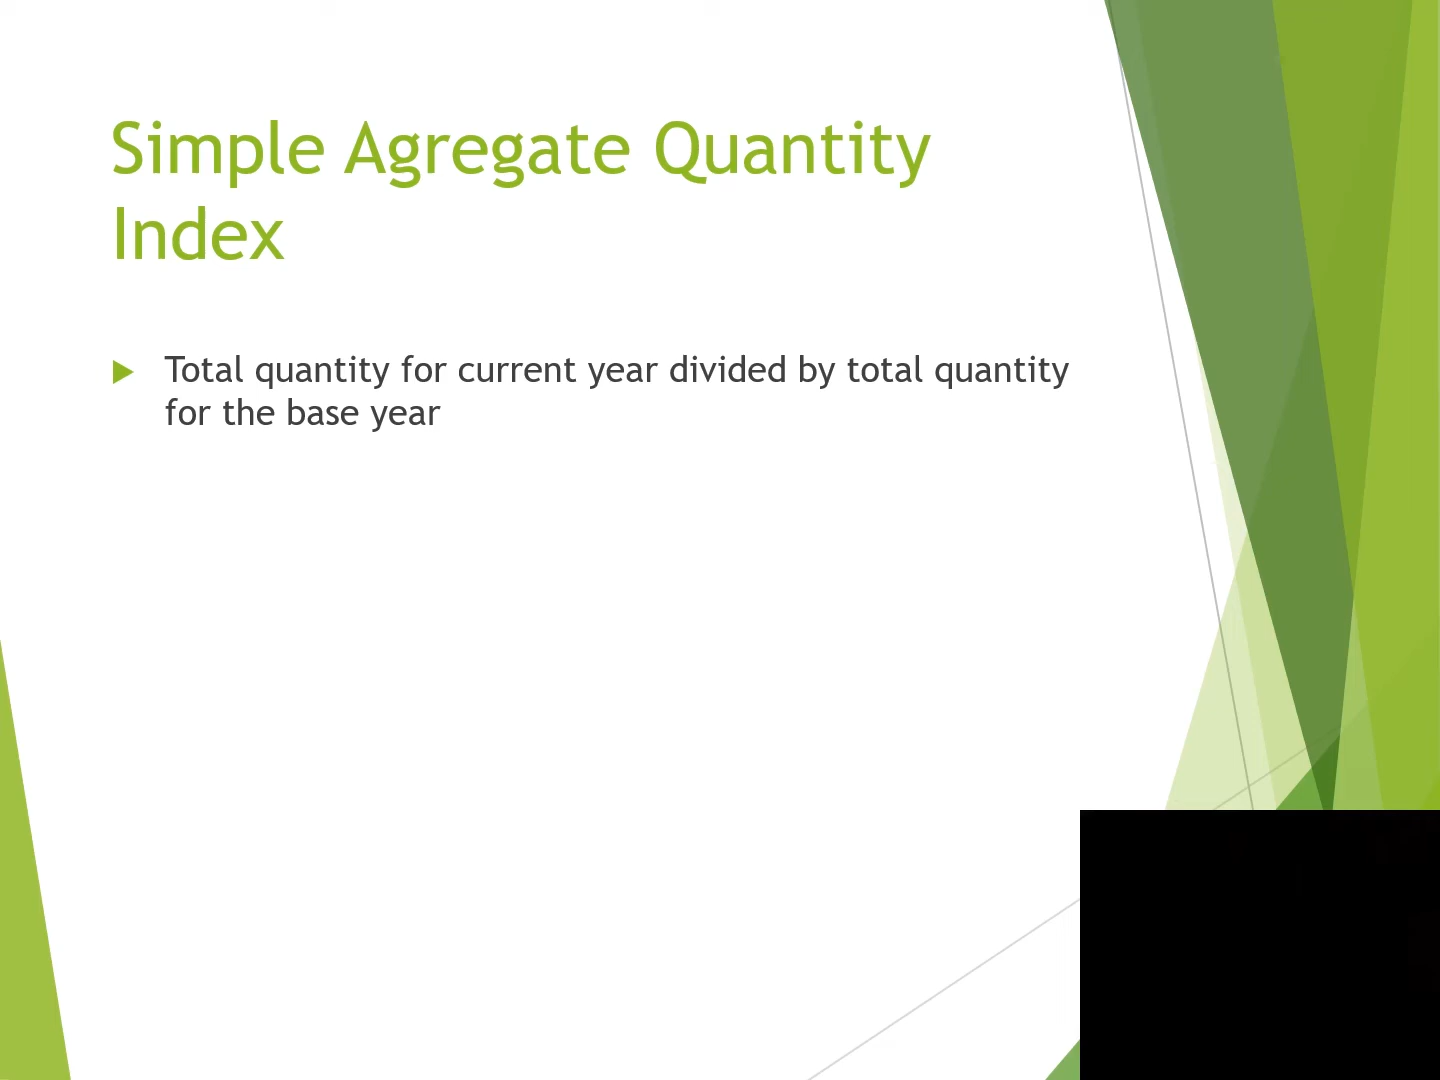 Simple Agregate Quantity
Index
Total quantity for current year divided by total quantity
for the base year